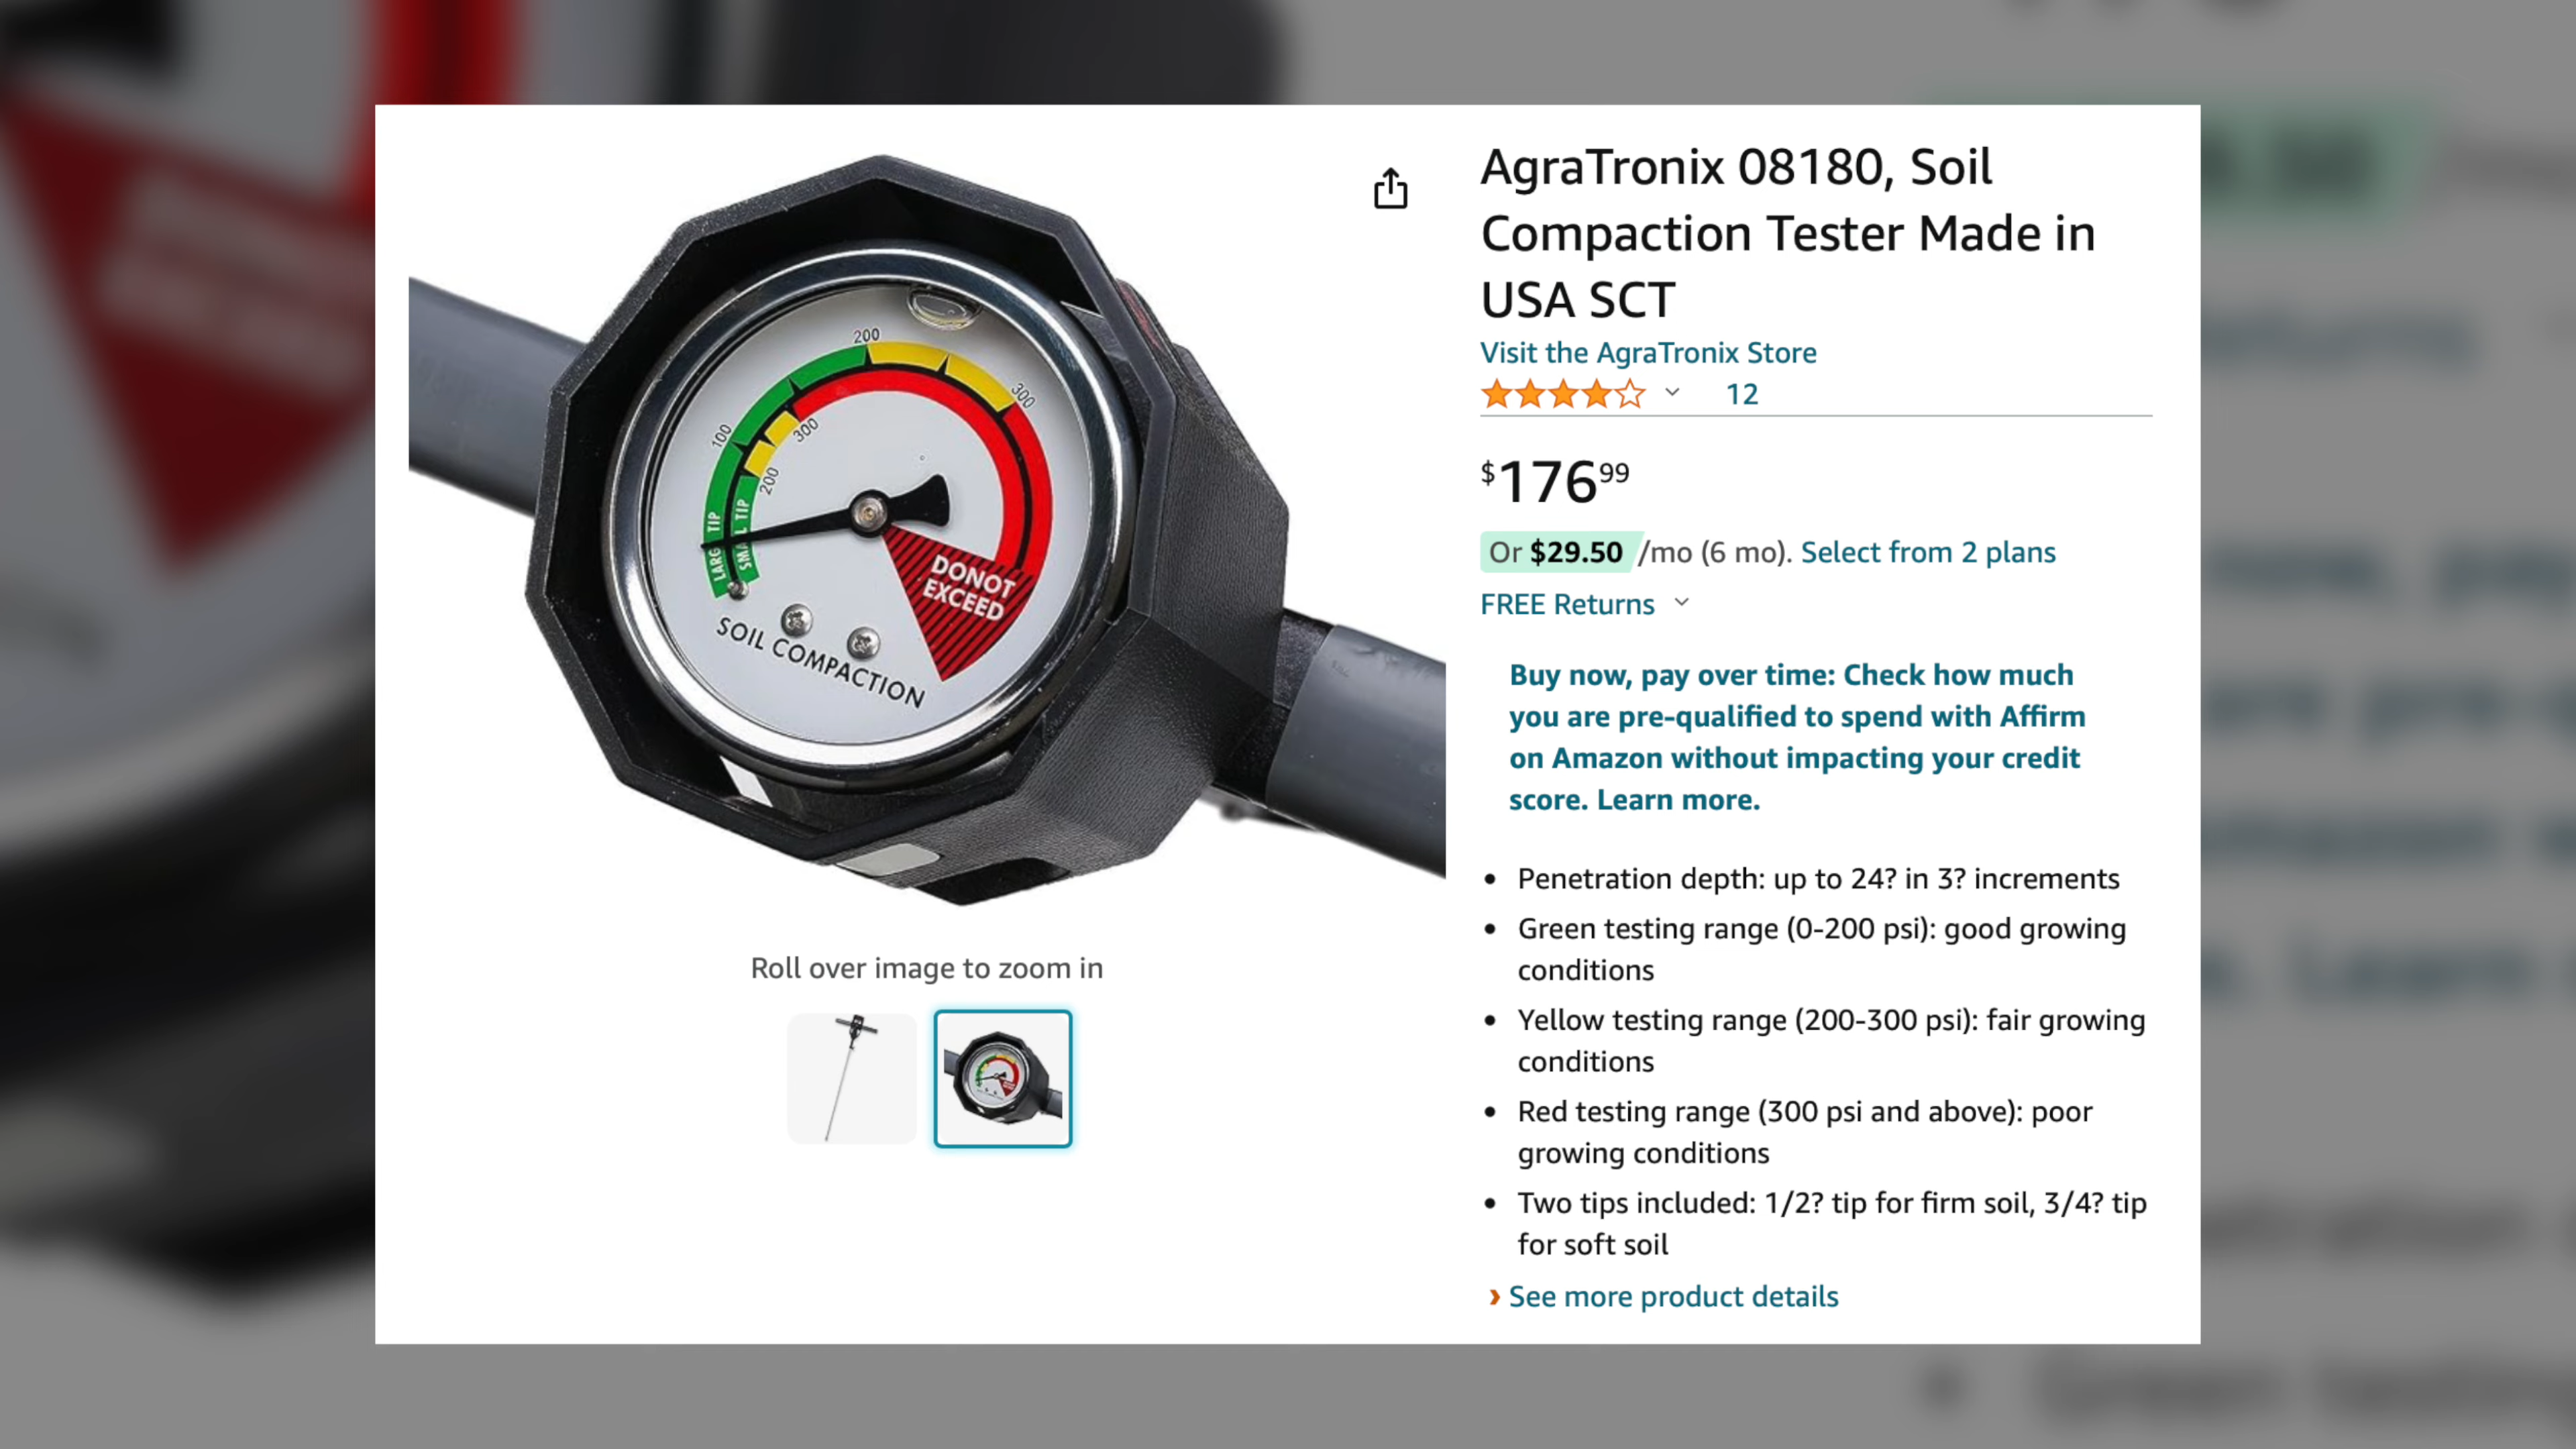 AgraTronix 08180, Soil
Compaction Tester Made in
USA SCT
Visit the AgraTronix Store
12
$17699
Or $29.50 /mo (6 mo). Select from 2 plans
FREE Returns
Buy now, pay over time: Check how much
you are pre-qualified to spend with Affirm
on Amazon without impacting your credit
score. Learn more.
• Penetration depth: up to 24? in 3? increments
• Green testing range (0-200 psi): good growing
conditions
• Yellow testing range (200-300 psi): fair growing
conditions
• Red testing range (300 psi and above): poor
growing conditions
• Two tips included: 1/2? tip for firm soil, 3/4? tip
for soft soil
› See more product details
100
200
300
200
300
LARGE TIP
SMALL TIP
DONOT
EXCEED
SOIL COMPACTION
Roll over image to zoom in